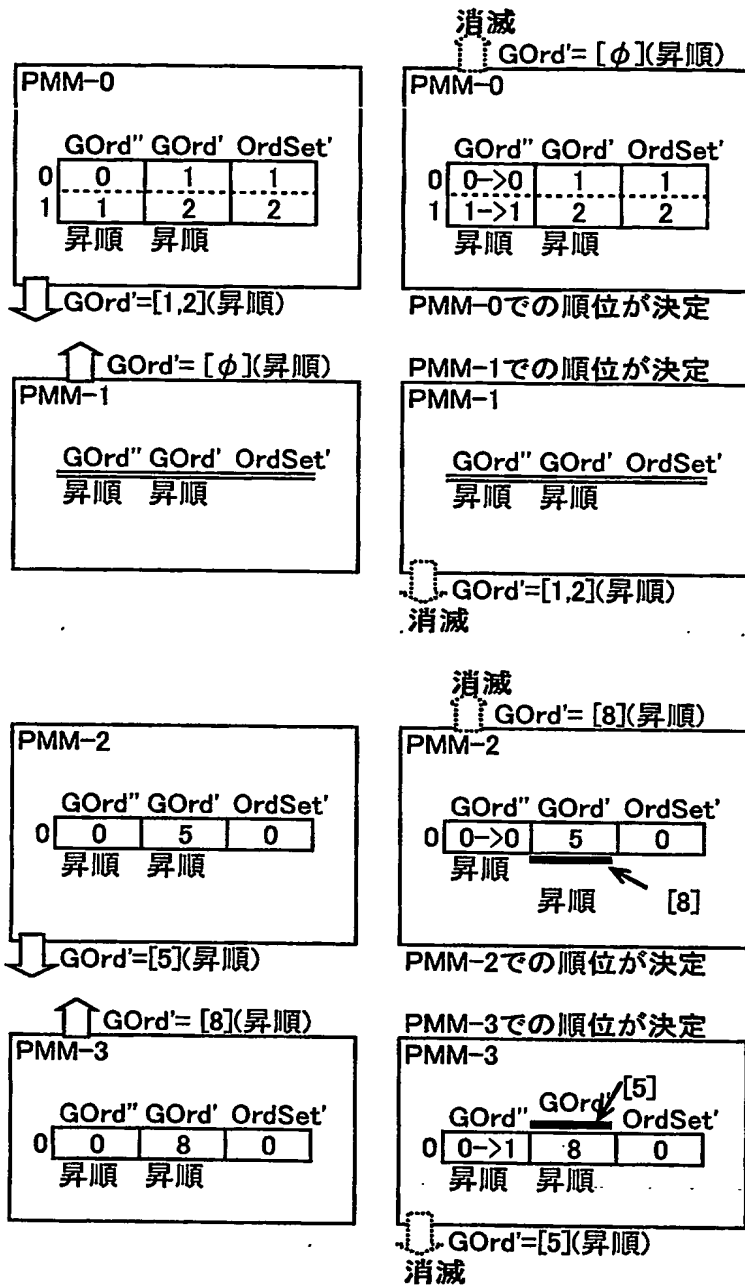 PMM-0
GOrd'' GOrd' OrdSet'
0 0 1 1
1 1 2 2
昇順 昇順
GOrd'=[1,2](昇順)
GOrd'= [φ](昇順)
PMM-1
GOrd'' GOrd' OrdSet'
昇順 昇順
PMM-2
GOrd'' GOrd' OrdSet'
0 0 5 0
昇順 昇順
GOrd'=[5](昇順)
GOrd'= [8](昇順)
PMM-3
GOrd'' GOrd' OrdSet'
0 0 8 0
昇順 昇順
消滅
GOrd'= [φ](昇順)
PMM-0
GOrd'' GOrd' OrdSet'
0 0->0 1 1
1 1->1 2 2
昇順 昇順
PMM-0での順位が決定
PMM-1での順位が決定
PMM-1
GOrd'' GOrd' OrdSet'
昇順 昇順
GOrd'=[1,2](昇順)
消滅
消滅
GOrd'= [8](昇順)
PMM-2
GOrd'' GOrd' OrdSet'
0 0->0 5 0
昇順
昇順 [8]
PMM-2での順位が決定
PMM-3での順位が決定
PMM-3
[5]
GOrd'' GOrd' OrdSet'
0 0->1 8 0
昇順 昇順
GOrd'=[5](昇順)
消滅